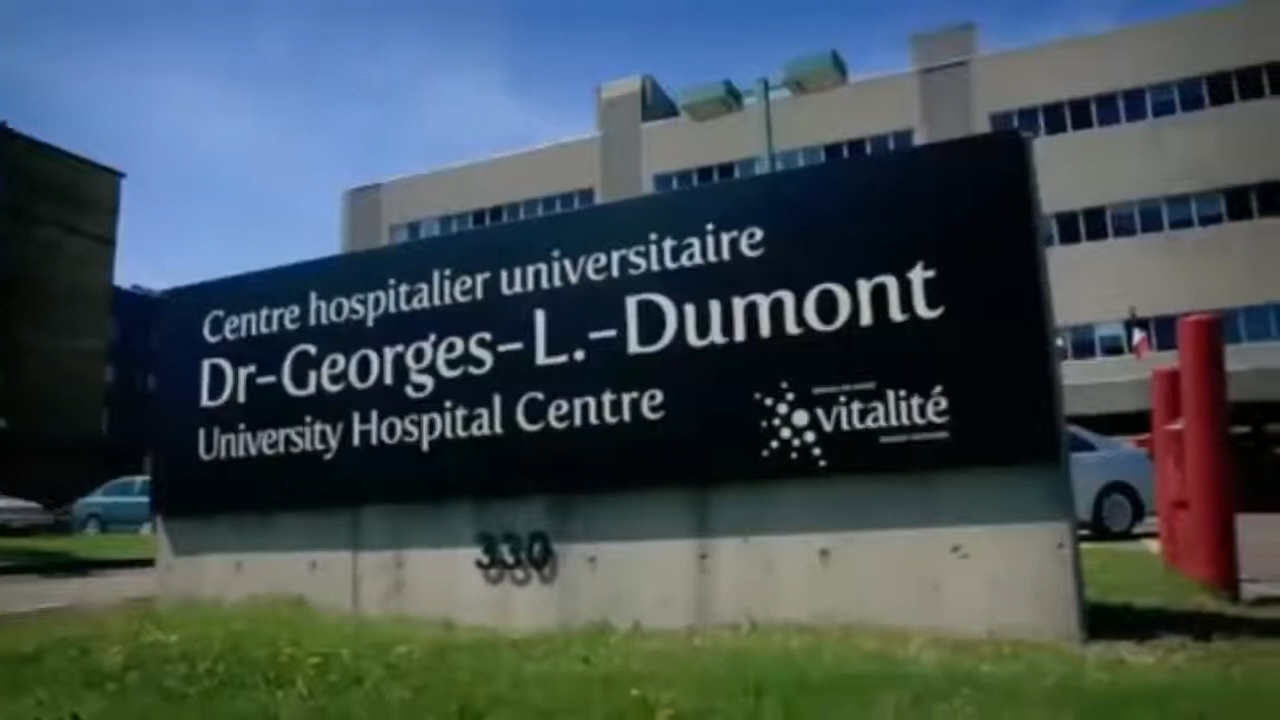 Centre hospitalier universitaire
Dr-Georges-L.-Dumont
University Hospital Centre
vitalité
330